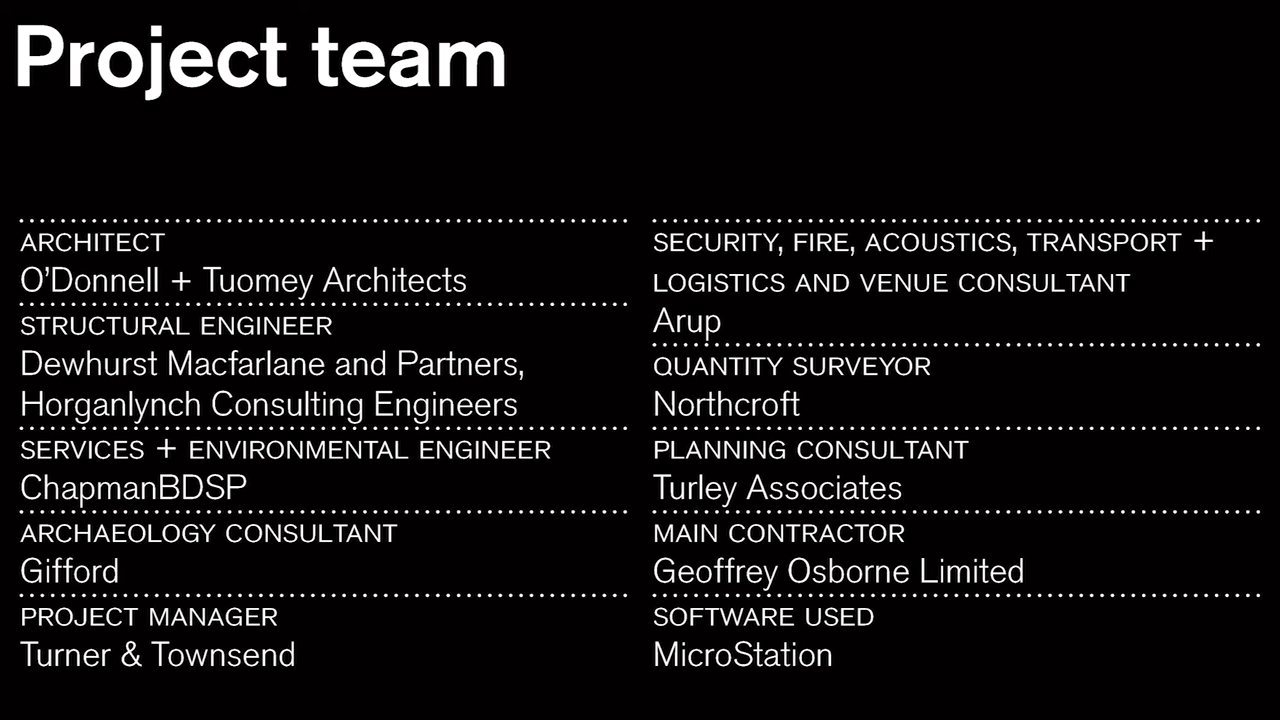 Project team
ARCHITECT
O’Donnell + Tuomey Architects
STRUCTURAL ENGINEER
Dewhurst Macfarlane and Partners,
Horganlynch Consulting Engineers
SERVICES + ENVIRONMENTAL ENGINEER
ChapmanBDSP
ARCHAEOLOGY CONSULTANT
Gifford
PROJECT MANAGER
Turner & Townsend
SECURITY, FIRE, ACOUSTICS, TRANSPORT +
LOGISTICS AND VENUE CONSULTANT
Arup
QUANTITY SURVEYOR
Northcroft
PLANNING CONSULTANT
Turley Associates
MAIN CONTRACTOR
Geoffrey Osborne Limited
SOFTWARE USED
MicroStation